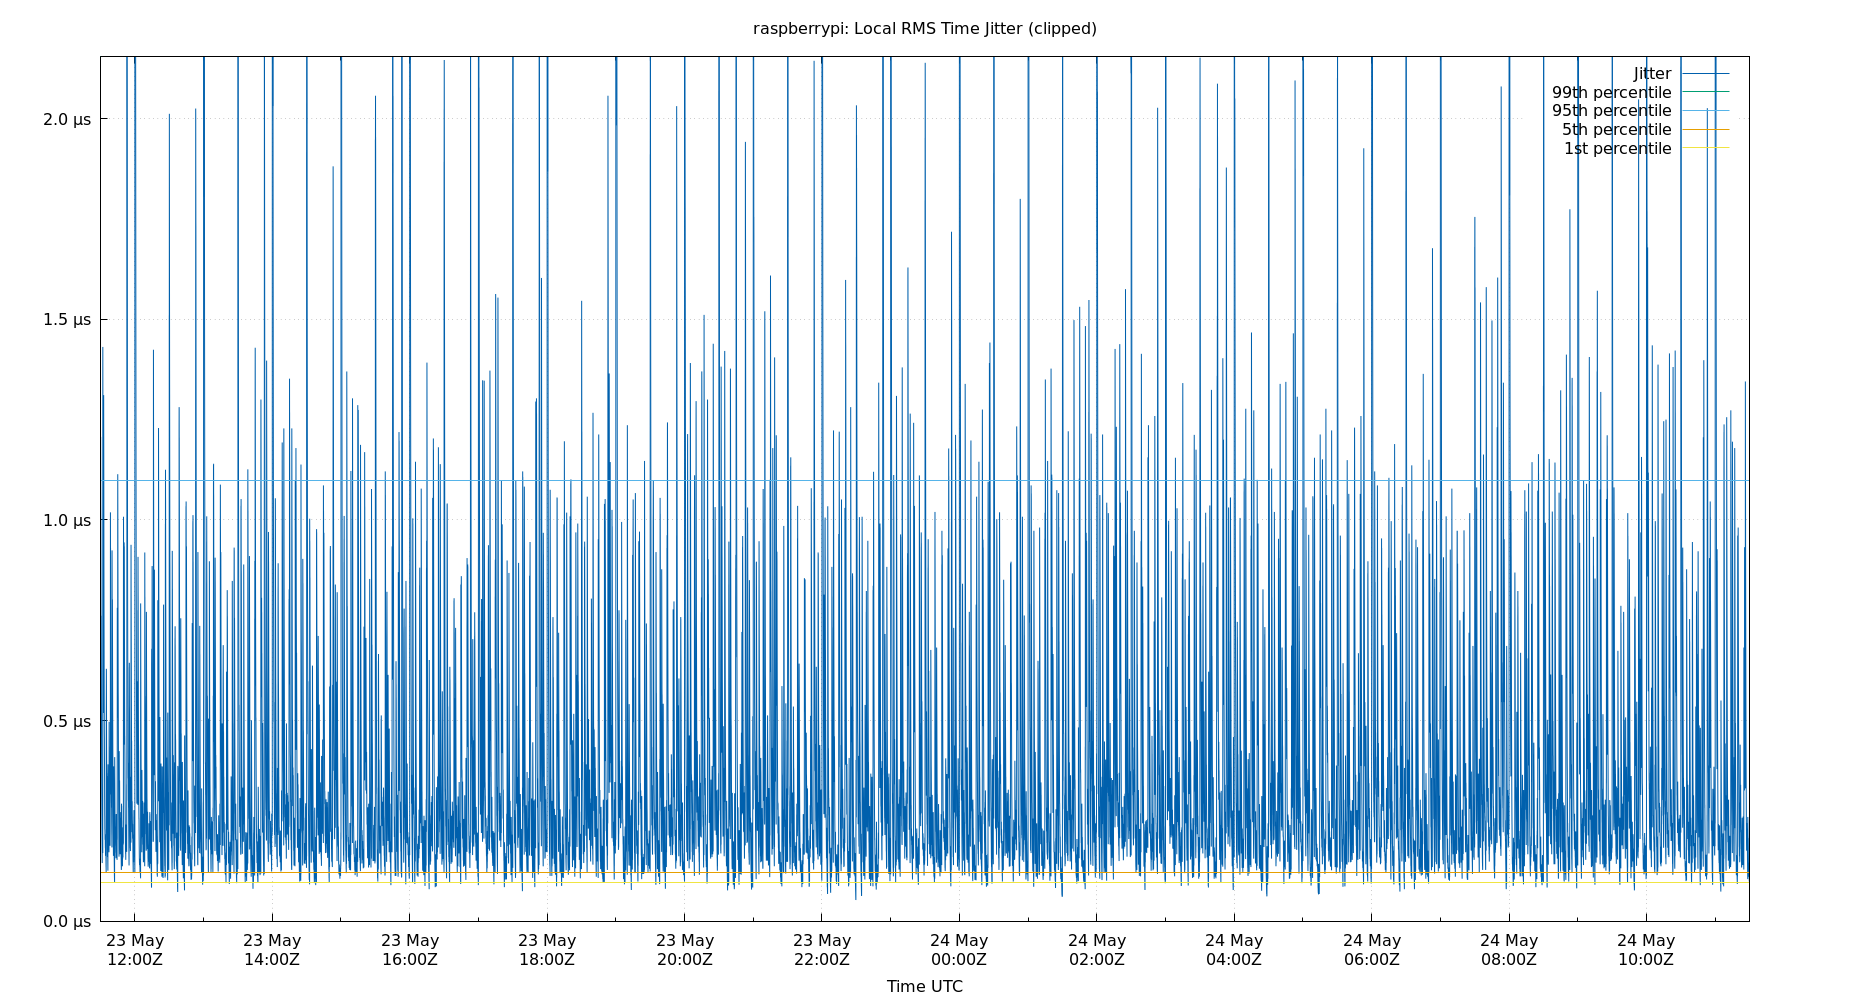 raspberrypi: Local RMS Time Jitter (clipped)
Jitter
99th percentile
95th percentile
5th percentile
1st percentile
2.0 μs
1.5 μs
1.0 μs
0.5 μs
0.0 μs
23 May 23 May 23 May 23 May 23 May 23 May 24 May 24 May 24 May 24 May 24 May 24 May
12:00Z 14:00Z 16:00Z 18:00Z 20:00Z 22:00Z 00:00Z 02:00Z 04:00Z 06:00Z 08:00Z 10:00Z
Time UTC